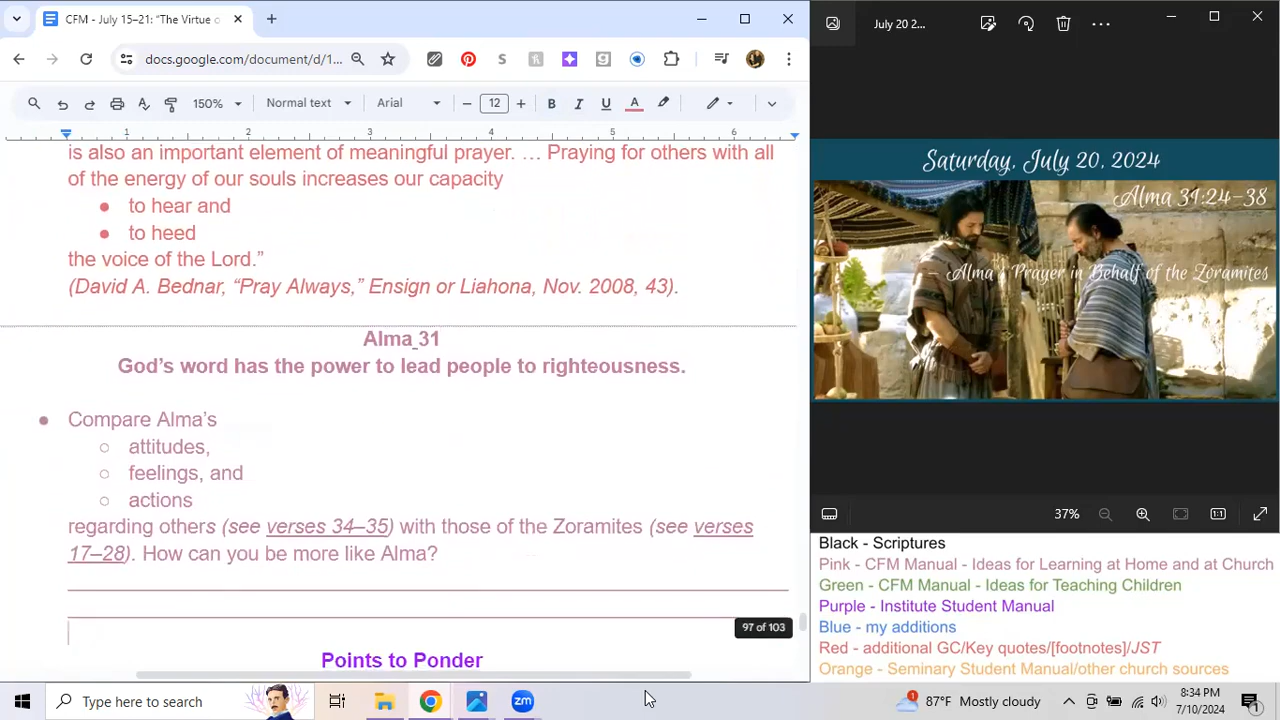 CFM - July 15–21: “The Virtue o
docs.google.com/document/d/1...
150%
Normal text
Arial
12
1 2 3 4 5 6
is also an important element of meaningful prayer. … Praying for others with all
of the energy of our souls increases our capacity
● to hear and
● to heed
the voice of the Lord.”
(David A. Bednar, “Pray Always,” Ensign or Liahona, Nov. 2008, 43).
Alma 31
God’s word has the power to lead people to righteousness.
● Compare Alma’s
○ attitudes,
○ feelings, and
○ actions
regarding others (see verses 34–35) with those of the Zoramites (see verses
17–28). How can you be more like Alma?
97 of 103
Points to Ponder
July 20 2...
Saturday, July 20, 2024
Alma 31:24-38
- Alma's Prayer in Behalf of the Zoramites
37%
Black - Scriptures
Pink - CFM Manual - Ideas for Learning at Home and at Church
Green - CFM Manual - Ideas for Teaching Children
Purple - Institute Student Manual
Blue - my additions
Red - additional GC/Key quotes/[footnotes]/JST
Orange - Seminary Student Manual/other church sources
Type here to search
zm
1
87°F Mostly cloudy
8:34 PM
7/10/2024
1